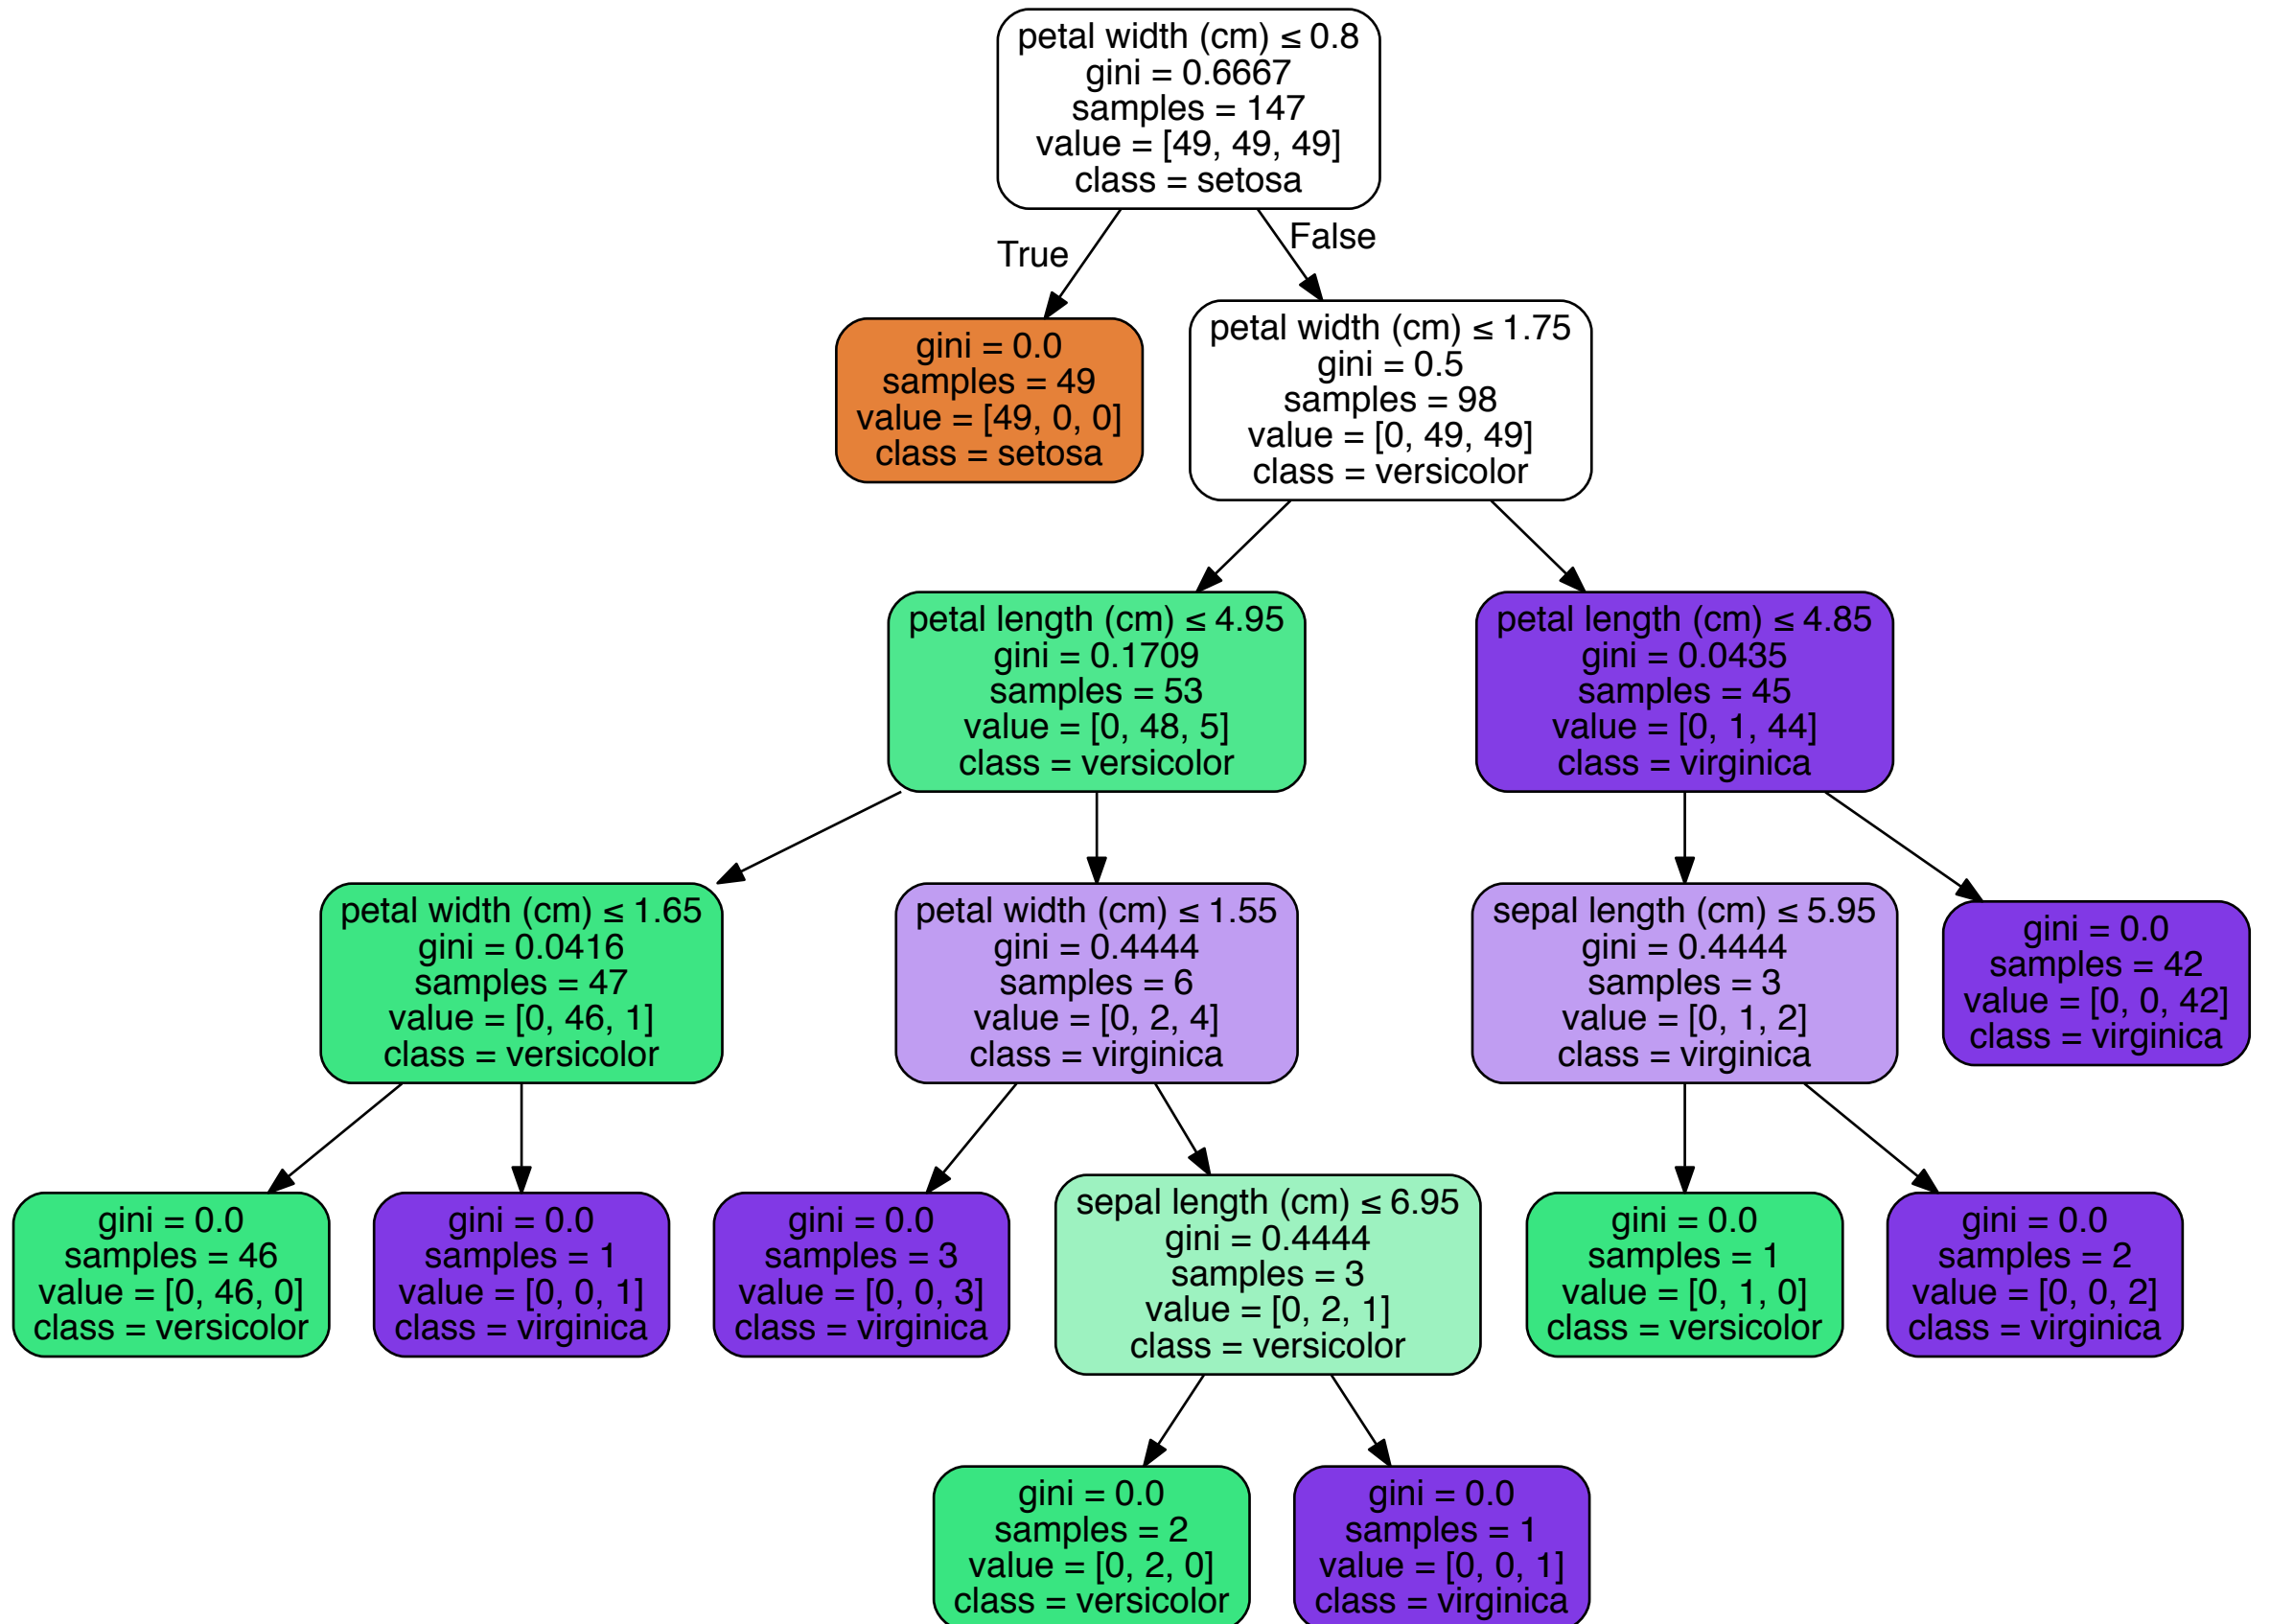 petal width (cm) ≤ 0.8
gini = 0.6667
samples = 147
value = [49, 49, 49]
class = setosa
True
False
gini = 0.0
samples = 49
value = [49, 0, 0]
class = setosa
petal width (cm) ≤ 1.75
gini = 0.5
samples = 98
value = [0, 49, 49]
class = versicolor
petal length (cm) ≤ 4.95
gini = 0.1709
samples = 53
value = [0, 48, 5]
class = versicolor
petal length (cm) ≤ 4.85
gini = 0.0435
samples = 45
value = [0, 1, 44]
class = virginica
petal width (cm) ≤ 1.65
gini = 0.0416
samples = 47
value = [0, 46, 1]
class = versicolor
petal width (cm) ≤ 1.55
gini = 0.4444
samples = 6
value = [0, 2, 4]
class = virginica
sepal length (cm) ≤ 5.95
gini = 0.4444
samples = 3
value = [0, 1, 2]
class = virginica
gini = 0.0
samples = 42
value = [0, 0, 42]
class = virginica
gini = 0.0
samples = 46
value = [0, 46, 0]
class = versicolor
gini = 0.0
samples = 1
value = [0, 0, 1]
class = virginica
gini = 0.0
samples = 3
value = [0, 0, 3]
class = virginica
sepal length (cm) ≤ 6.95
gini = 0.4444
samples = 3
value = [0, 2, 1]
class = versicolor
gini = 0.0
samples = 1
value = [0, 1, 0]
class = versicolor
gini = 0.0
samples = 2
value = [0, 0, 2]
class = virginica
gini = 0.0
samples = 2
value = [0, 2, 0]
class = versicolor
gini = 0.0
samples = 1
value = [0, 0, 1]
class = virginica